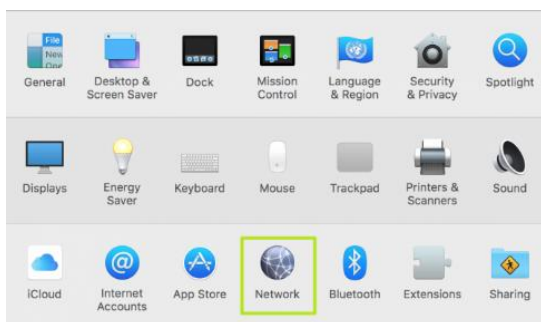 File
New
One
General
Desktop &
Screen Saver
Dock
Mission
Control
Language
& Region
Security
& Privacy
Spotlight
Displays
Energy
Saver
Keyboard
Mouse
Trackpad
Printers &
Scanners
Sound
iCloud
Internet
Accounts
App Store
Network
Bluetooth
Extensions
Sharing